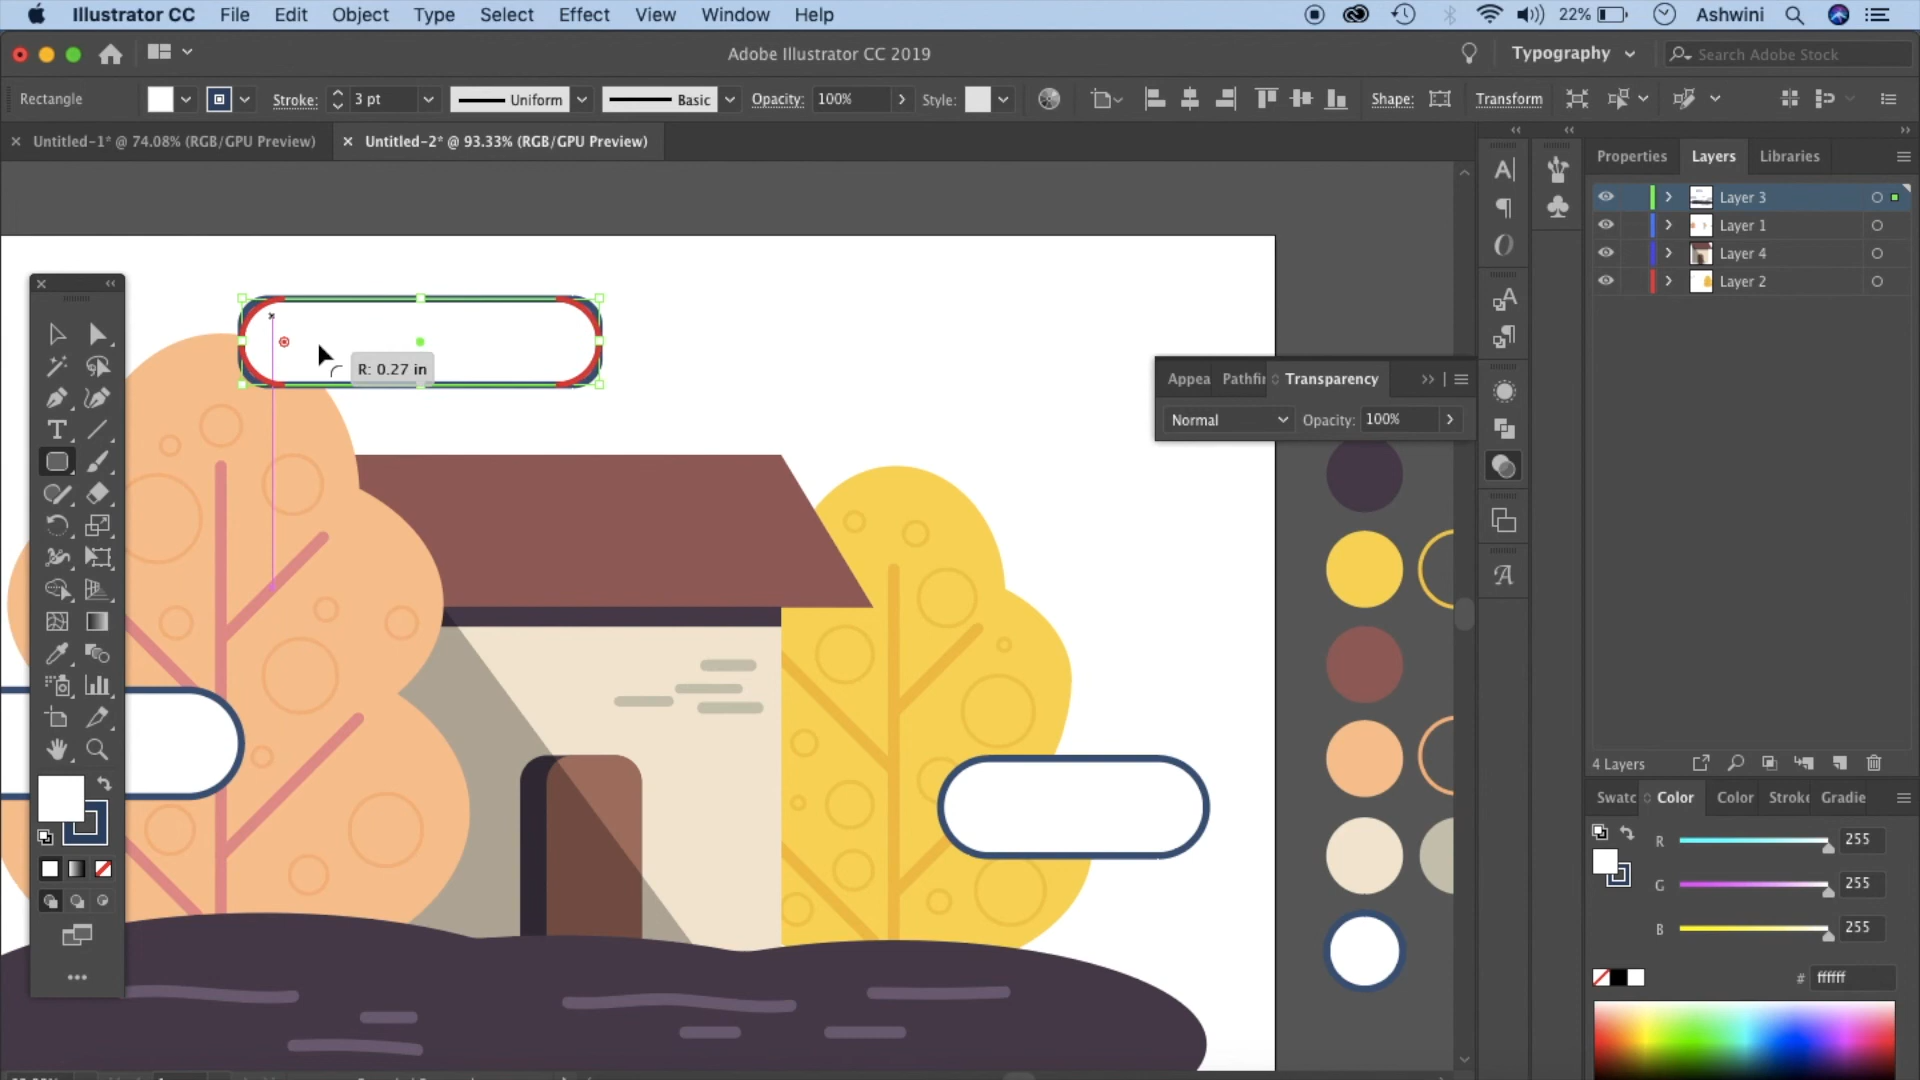 Illustrator CC File Edit Object Type Select Effect View Window Help 22% Ashwini
Adobe Illustrator CC 2019 Typography Search Adobe Stock
Rectangle Stroke: 3 pt Uniform Basic Opacity: 100% Style: Shape: Transform
Untitled-1* @ 74.08% (RGB/GPU Preview) Untitled-2* @ 93.33% (RGB/GPU Preview)
Properties Layers Libraries
Layer 3
Layer 1
Layer 4
Layer 2
R: 0.27 in
Appea Pathfi Transparency
Normal Opacity: 100%
4 Layers
Swatc Color Color Stroke Gradie
R 255
G 255
B 255
# ffffff